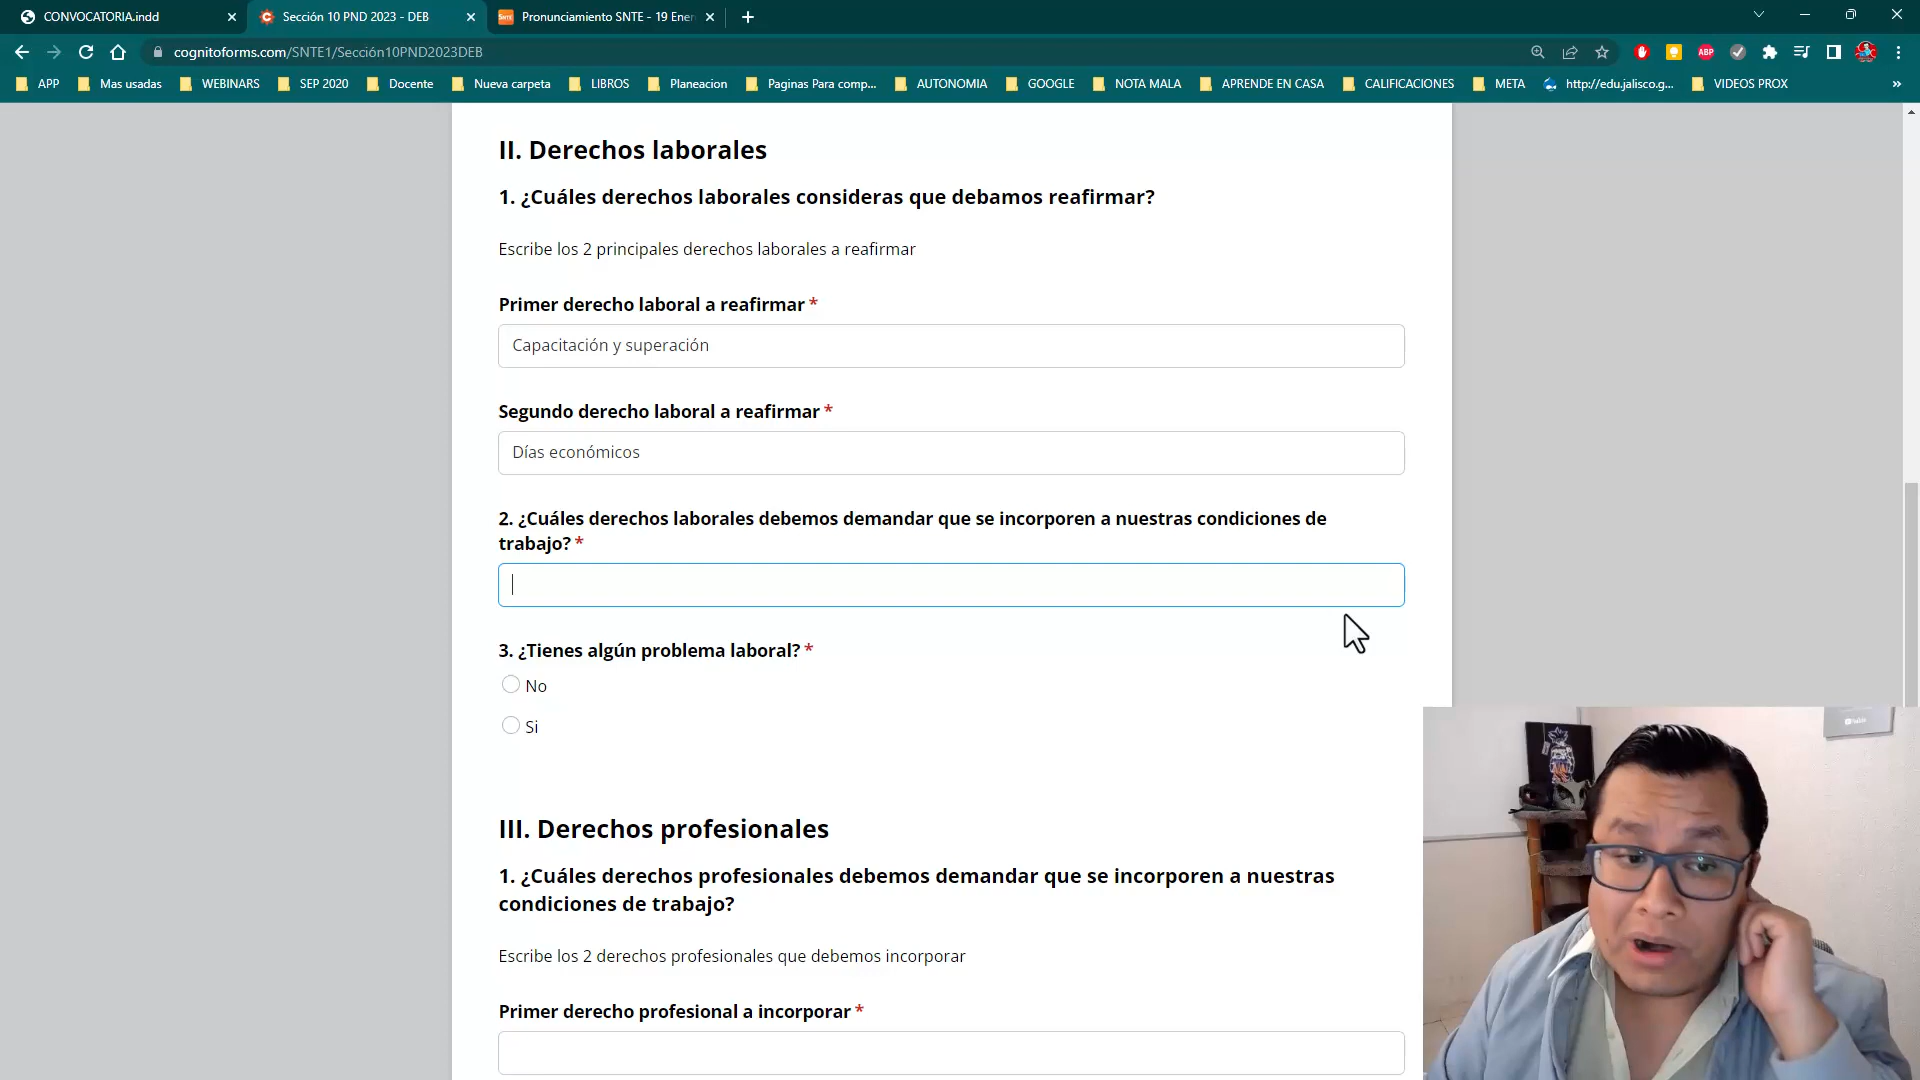 CONVOCATORIA.indd
Sección 10 PND 2023 - DEB
Pronunciamiento SNTE - 19 Ener
cognitoforms.com/SNTE1/Sección10PND2023DEB
ABP
APP
Mas usadas
WEBINARS
SEP 2020
Docente
Nueva carpeta
LIBROS
Planeacion
Paginas Para comp...
AUTONOMIA
GOOGLE
NOTA MALA
APRENDE EN CASA
CALIFICACIONES
META
http://edu.jalisco.g...
VIDEOS PROX
»
II. Derechos laborales
1. ¿Cuáles derechos laborales consideras que debamos reafirmar?
Escribe los 2 principales derechos laborales a reafirmar
Primer derecho laboral a reafirmar *
Capacitación y superación
Segundo derecho laboral a reafirmar *
Días económicos
2. ¿Cuáles derechos laborales debemos demandar que se incorporen a nuestras condiciones de
trabajo? *
3. ¿Tienes algún problema laboral? *
No
Si
III. Derechos profesionales
1. ¿Cuáles derechos profesionales debemos demandar que se incorporen a nuestras
condiciones de trabajo?
Escribe los 2 derechos profesionales que debemos incorporar
Primer derecho profesional a incorporar *